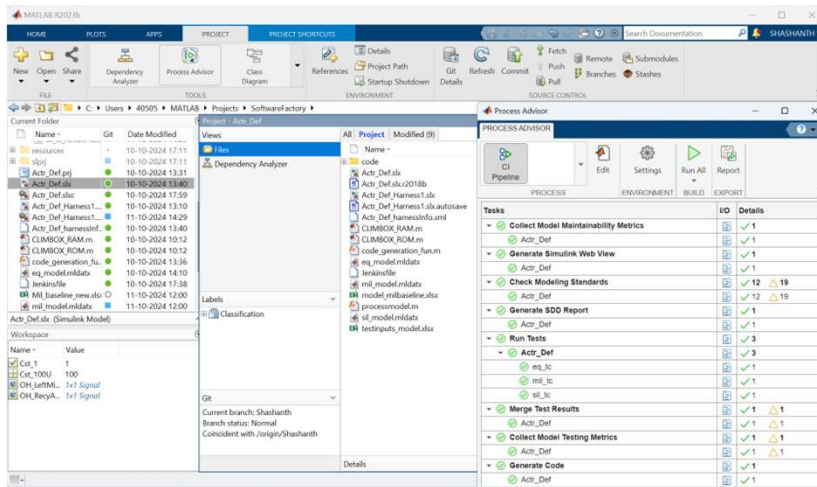 MATLAB R2023b
HOME PLOTS APPS PROJECT PROJECT SHORTCUTS
Search Documentation
SHASHANTH
New Open Share
Dependency Analyzer
Process Advisor
Class Diagram
References
Details
Project Path
Startup Shutdown
Git Details
Refresh Commit
Fetch
Push
Pull
Remote
Branches
Submodules
Stashes
FILE TOOLS ENVIRONMENT SOURCE CONTROL
C: Users 40505 MATLAB Projects SoftwareFactory
Current Folder
Name Git Date Modified
resources 10-10-2024 17:11
slprj 10-10-2024 17:11
Actr_Def.prj 10-10-2024 13:31
Actr_Def.slx 10-10-2024 13:40
Actr_Def.slxc 10-10-2024 17:59
Actr_Def_Harness1.... 10-10-2024 13:10
Actr_Def_Harness1.... 11-10-2024 14:29
Actr_Def_harnessInf.. 10-10-2024 13:40
CLIMBOX_RAM.m 10-10-2024 10:12
CLIMBOX_ROM.m 10-10-2024 10:12
code_generation_fu.. 10-10-2024 13:36
eq_model.mldatx 10-10-2024 14:10
Jenkinsfile 10-10-2024 17:38
Mil_baseline_new.xlsx 11-10-2024 12:00
mil_model.mldatx 11-10-2024 12:00
Actr_Def.slx (Simulink Model)
Workspace
Name Value
Cst_1 1
Cst_100U 100
OH_LeftMi... 1x1 Signal
OH_RecyA... 1x1 Signal
Project - Actr_Def
Views
Files
Dependency Analyzer
Labels
Classification
Git
Current branch: Shashanth
Branch status: Normal
Coincident with /origin/Shashanth
All Project Modified (9)
Name
code
Actr_Def.slx
Actr_Def.slx.r2018b
Actr_Def_Harness1.slx
Actr_Def_Harness1.slx.autosave
Actr_Def_harnessInfo.xml
CLIMBOX_RAM.m
CLIMBOX_ROM.m
code_generation_fun.m
eq_model.mldatx
Jenkinsfile
mil_model.mldatx
model_milbaseline.xlsx
processmodel.m
sil_model.mldatx
testinputs_model.xlsx
Details
Process Advisor
PROCESS ADVISOR
CI Pipeline
Edit
Settings
Run All
Report
PROCESS ENVIRONMENT BUILD EXPORT
Tasks I/O Details
Collect Model Maintainability Metrics 1
Actr_Def 1
Generate Simulink Web View 1
Actr_Def 1
Check Modeling Standards 12 19
Actr_Def 12 19
Generate SDD Report 1
Actr_Def 1
Run Tests 3
Actr_Def 3
eq_tc 1
mil_tc 1
sil_tc 1
Merge Test Results 1 1
Actr_Def 1 1
Collect Model Testing Metrics 1 1
Actr_Def 1 1
Generate Code 1
Actr_Def 1